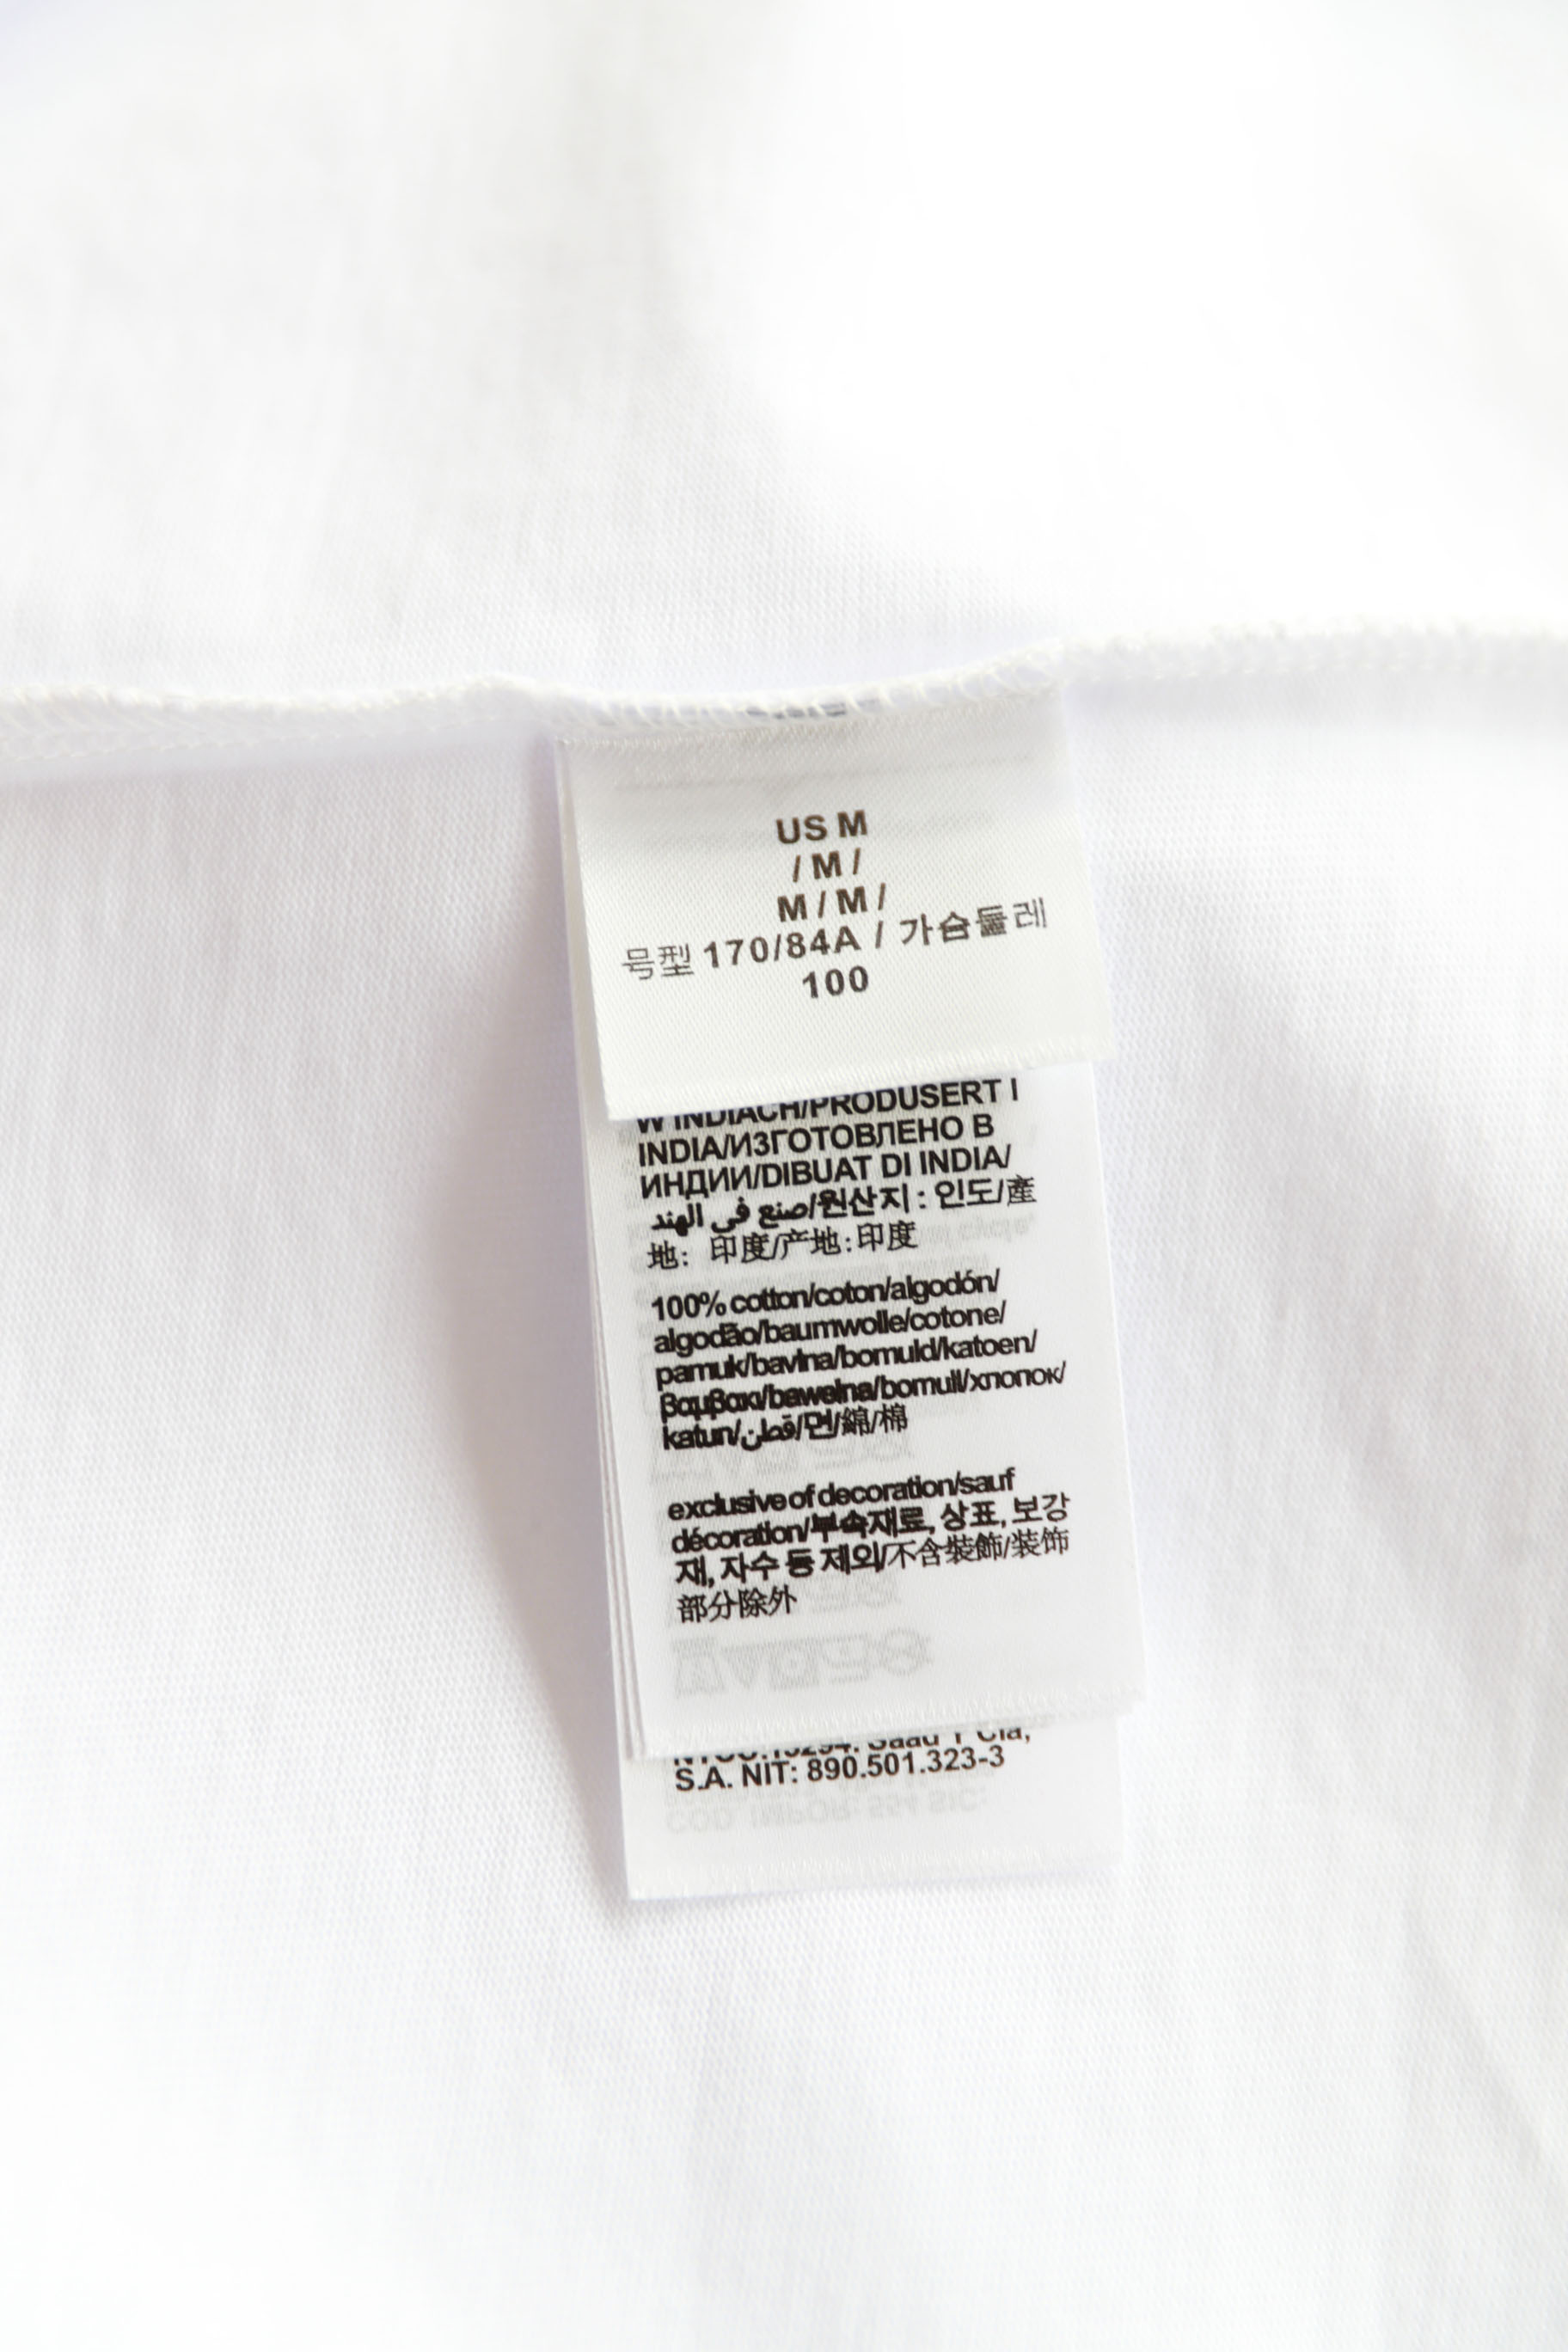 US M
/ M /
M / M /
号型 170/84A / 가슴둘레
100
W INDIACH/PRODUSERT I
INDIA/ИЗГОТОВЛЕНО В
ИНДИИ/DIBUAT DI INDIA/
صنع في الهند/원산지 : 인도/產
地: 印度/产地:印度
100% cotton/coton/algodón/
algodão/baumwolle/cotone/
pamuk/bavlna/bomuld/katoen/
βαμβακι/bawelna/bomull/хлопок/
katun/قطن/면/綿/棉
exclusive of decoration/sauf
décoration/부속재료, 상표, 보강
재, 자수 등 제외/不含裝飾/装饰
部分除外
Saad Y Cia,
S.A. NIT: 890.501.323-3